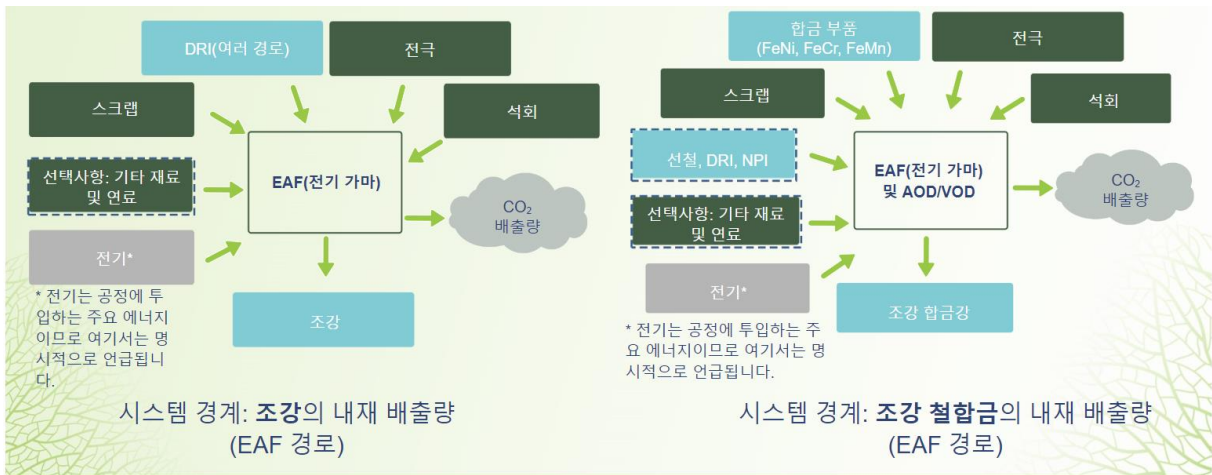 DRI(여러 경로)
전극
스크랩
석회
선택사항: 기타 재료
및 연료
EAF(전기 가마)
CO₂
배출량
전기*
* 전기는 공정에 투
입하는 주요 에너지
이므로 여기서는 명
시적으로 언급됩니
다.
조강
시스템 경계: 조강의 내재 배출량
(EAF 경로)
합금 부품
(FeNi, FeCr, FeMn)
전극
스크랩
석회
선철, DRI, NPI
EAF(전기 가마)
및 AOD/VOD
CO₂
배출량
선택사항: 기타 재료
및 연료
전기*
* 전기는 공정에 투입하는 주
요 에너지이므로 여기서는 명
시적으로 언급됩니다.
조강 합금강
시스템 경계: 조강 철합금의 내재 배출량
(EAF 경로)